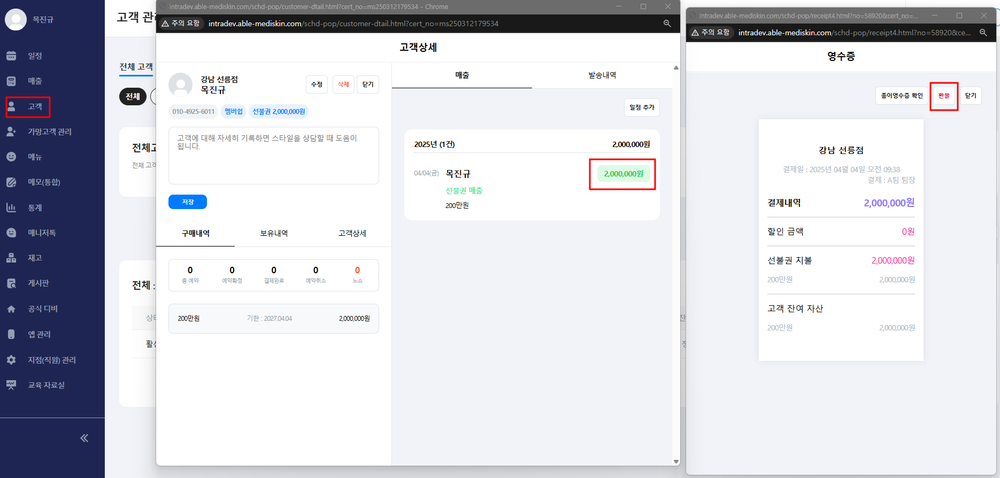 목진규
일정
매출
고객
가망고객 관리
메뉴
메모(통합)
통계
매니저톡
재고
게시판
공식 디비
앱 관리
지점(직원) 관리
교육 자료실
고객 관리
전체 고객
전체
전체고
전체 고객
전체 :
상태
활성
intradev.able-mediskin.com/schd-pop/customer-dtail.html?cert_no=ms250312179534 - Chrome
주의 요함 intradev.able-mediskin.com/schd-pop/customer-dtail.html?cert_no=ms250312179534
고객상세
강남 선릉점
목진규
수정 삭제 닫기
010-4925-6011 멤버쉽 선불권 2,000,000원
고객에 대해 자세히 기록하면 스타일을 상담할 때 도움이
됩니다.
저장
구매내역 보유내역 고객상세
0 0 0 0 0
총 예약 예약확정 결제완료 예약취소 노쇼
200만원 기한 : 2027.04.04 2,000,000원
매출 발송내역
일정 추가
2025년 (1건) 2,000,000원
04/04(금) 목진규 2,000,000원
선불권 매출
200만원
intradev.able-mediskin.com/schd-pop/receipt4.html?no=58920&cert_no=...
주의 요함 intradev.able-mediskin.com/schd-pop/receipt4.html?no=58920&ce...
영수증
종이영수증 확인 환불 닫기
강남 선릉점
결제일 : 2025년 04월 04일 오전 09:38
결제 : A팀 팀장
결제내역 2,000,000원
할인 금액 0원
선불권 지불 2,000,000원
200만원 2,000,000원
고객 잔여 자산
200만원 2,000,000원